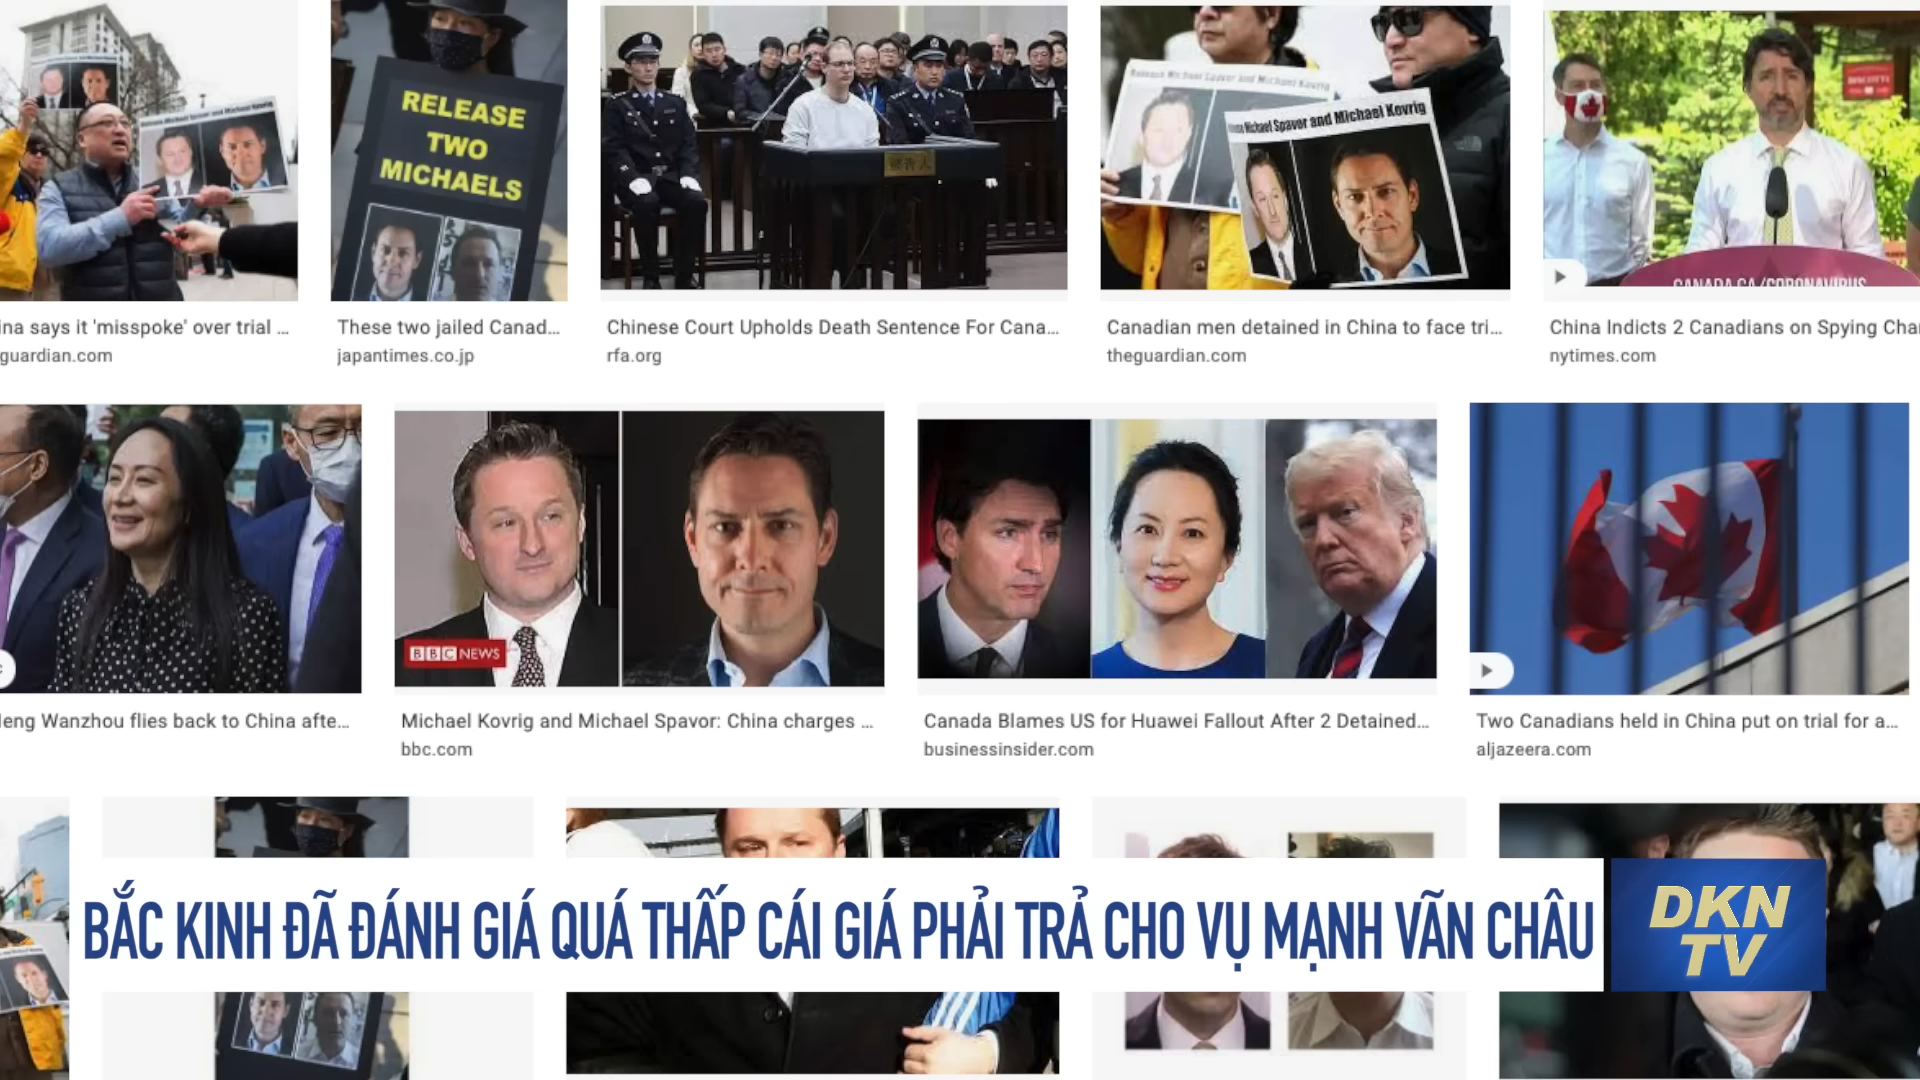 RELEASE
TWO
MICHAELS
Michael Spavor and Michael Kovrig
CANADA.CA/CORONAVIRUS
says it 'misspoke' over trial ...
These two jailed Canad...
Chinese Court Upholds Death Sentence For Cana...
Canadian men detained in China to face tri...
China Indicts 2 Canadians on Spying
guardian.com
japantimes.co.jp
rfa.org
theguardian.com
nytimes.com
BBC NEWS
Wanzhou flies back to China afte...
Michael Kovrig and Michael Spavor: China charges ...
Canada Blames US for Huawei Fallout After 2 Detained...
Two Canadians held in China put on trial for a...
bbc.com
businessinsider.com
aljazeera.com
BẮC KINH ĐÃ ĐÁNH GIÁ QUÁ THẤP CÁI GIÁ PHẢI TRẢ CHO VỤ MẠNH VÃN CHÂU
DKN
TV